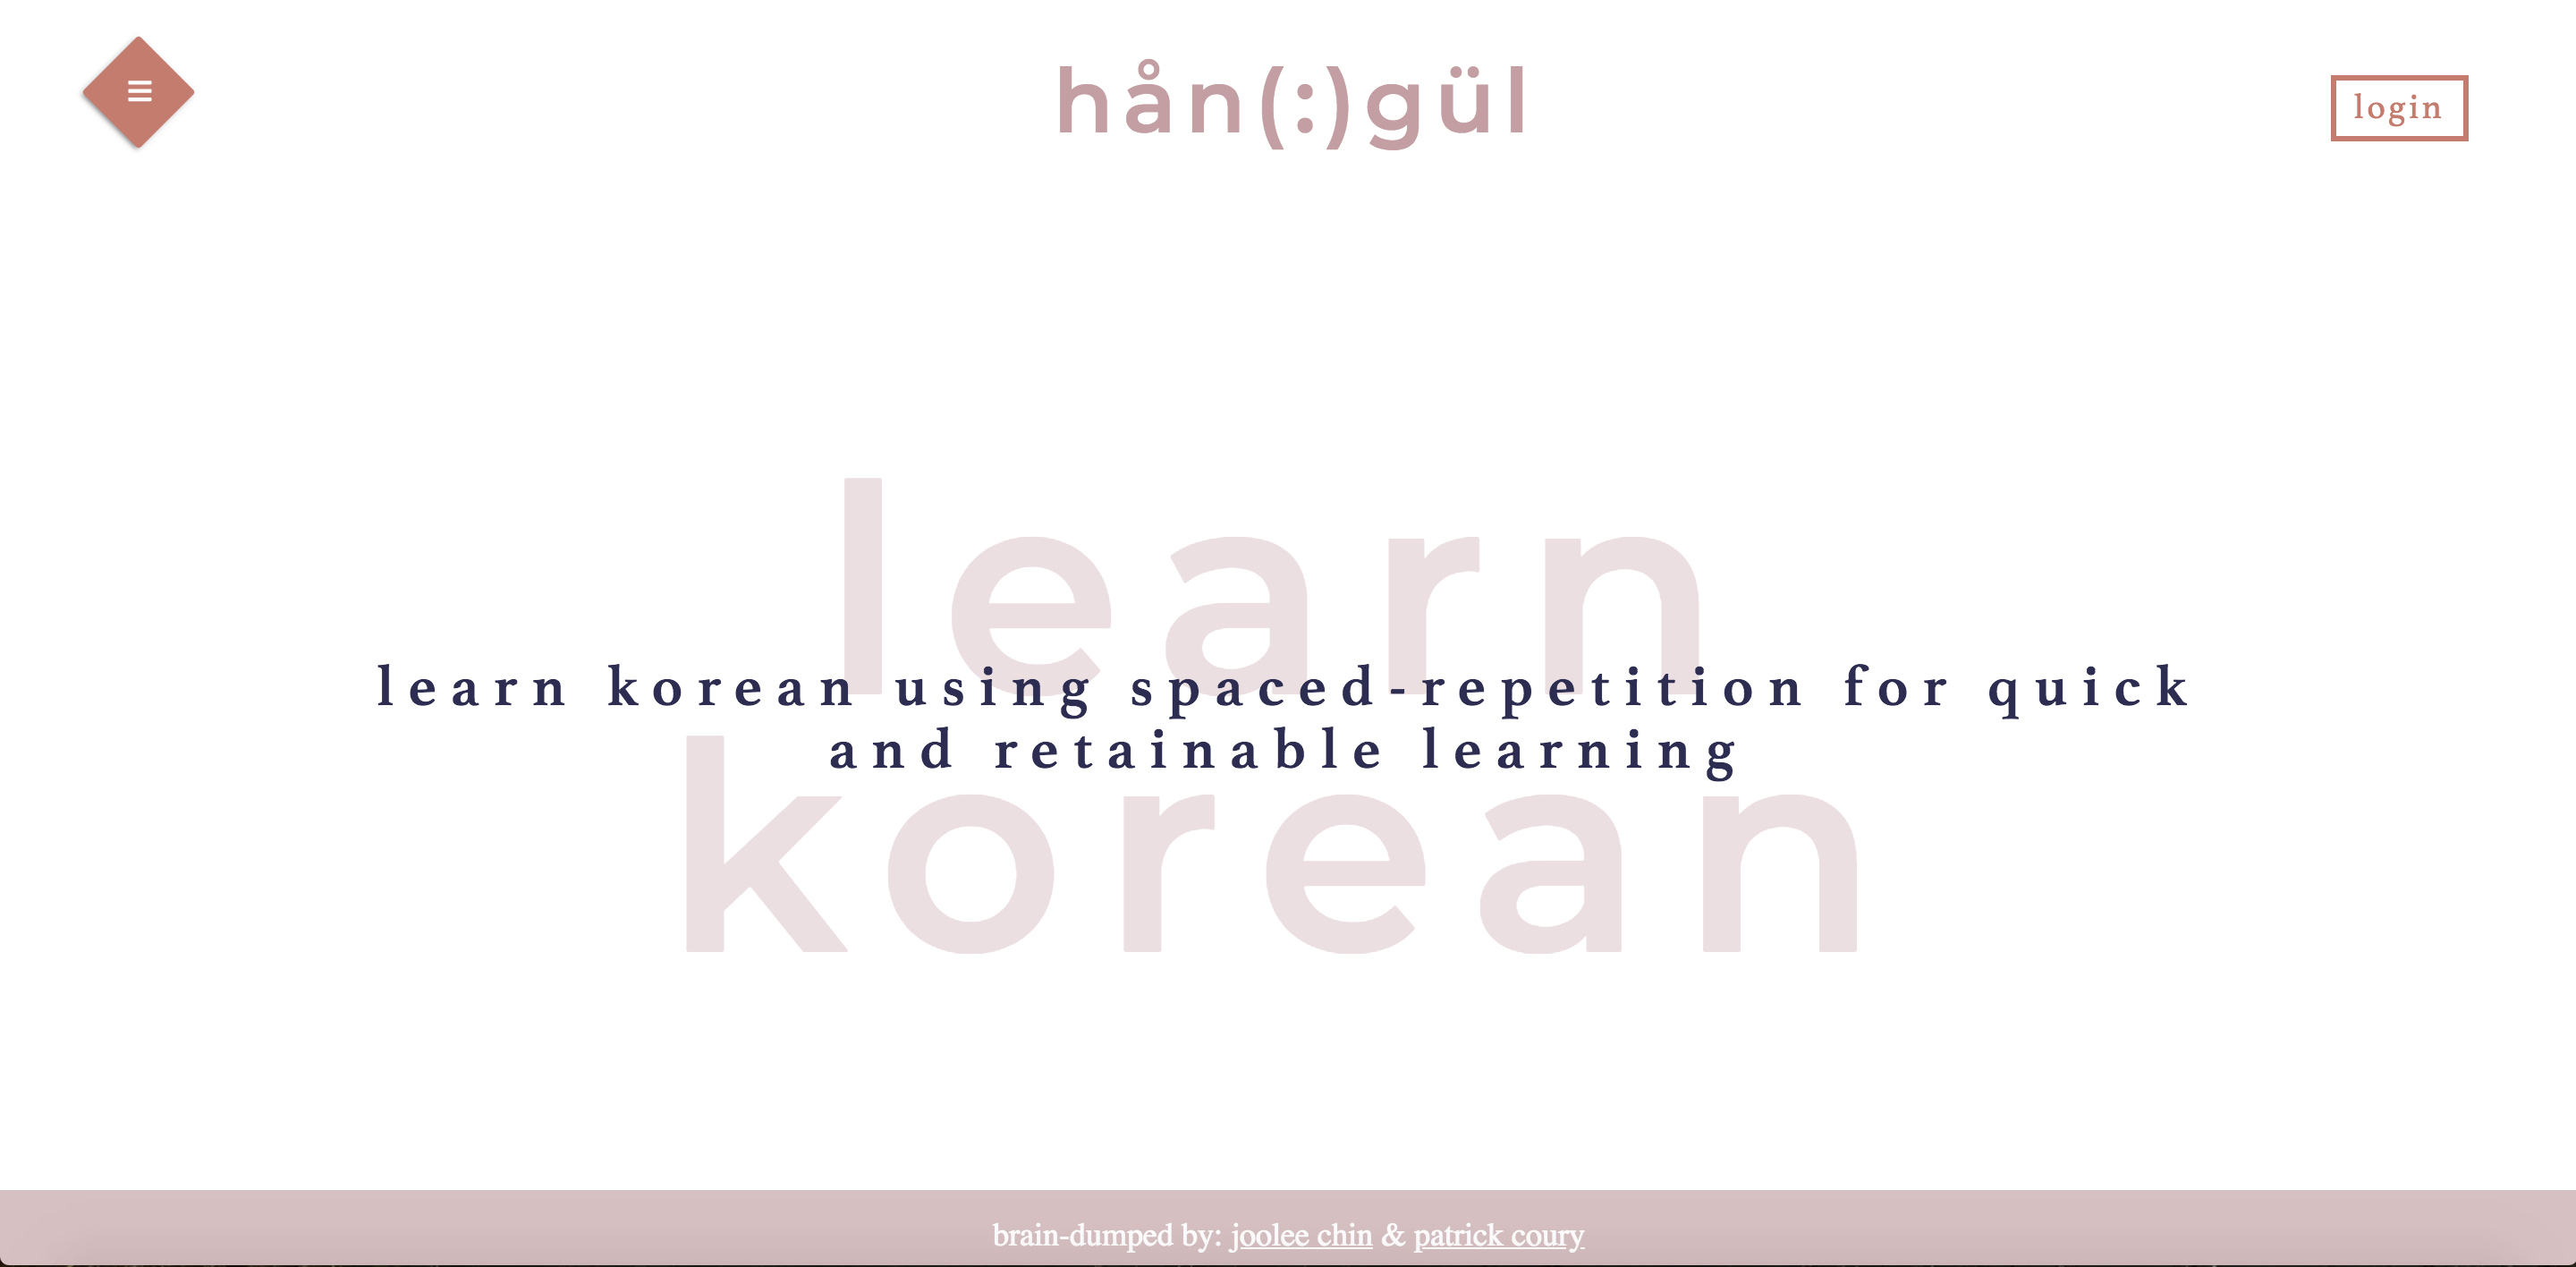 hån(:)gül
login
learn
learn korean using spaced-repetition for quick
and retainable learning
korean
brain-dumped by: joolee chin & patrick coury